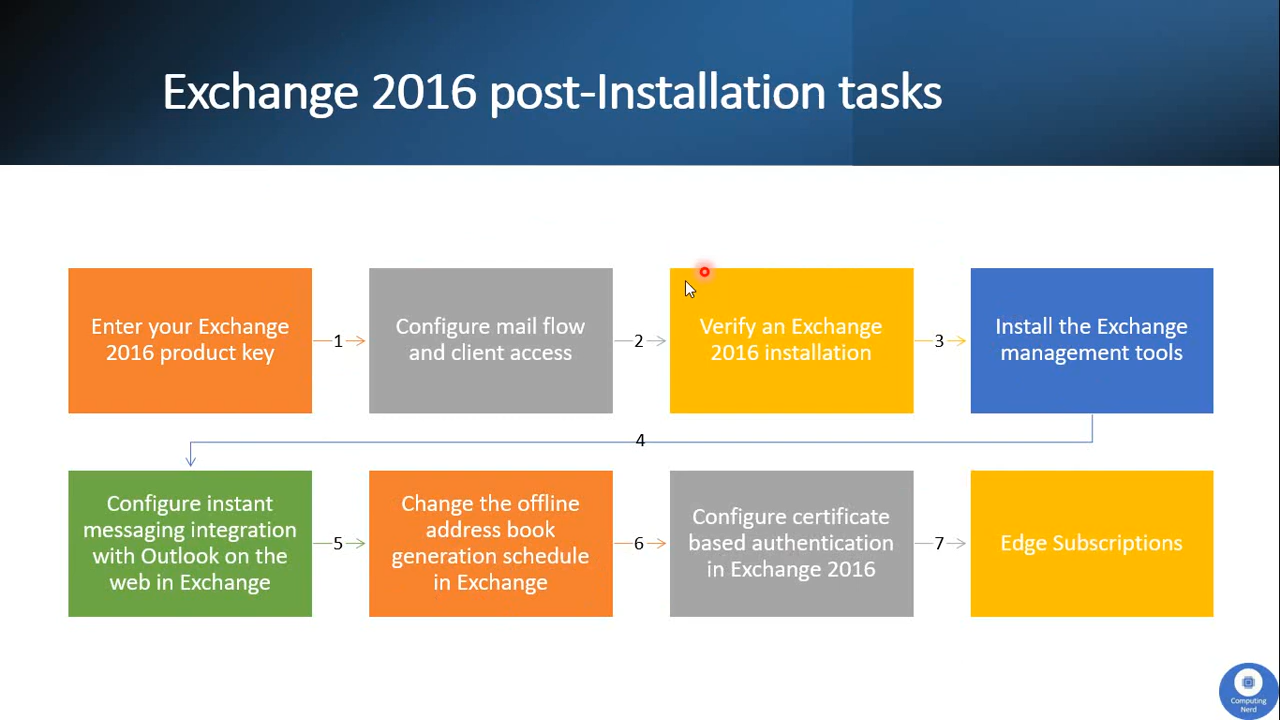 Exchange 2016 post-Installation tasks
Enter your Exchange
2016 product key
1
Configure mail flow
and client access
2
Verify an Exchange
2016 installation
3
Install the Exchange
management tools
4
Configure instant
messaging integration
with Outlook on the
web in Exchange
5
Change the offline
address book
generation schedule
in Exchange
6
Configure certificate
based authentication
in Exchange 2016
7
Edge Subscriptions
Computing
Nerd